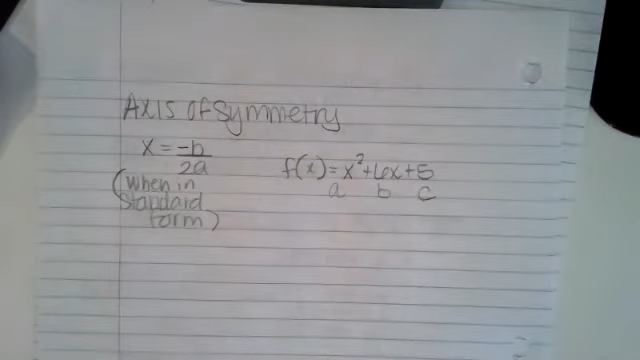 Axis of Symmetry
x = -b/2a
(when in
standard
form)
f(x) = x²+6x+5
a b c